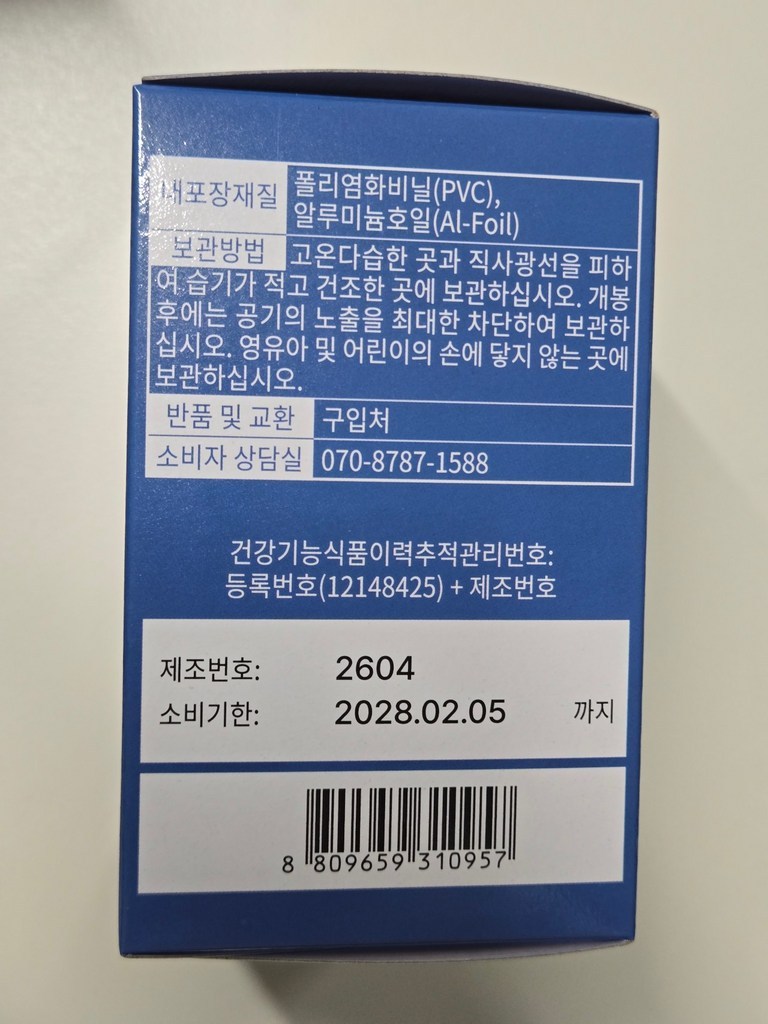 내포장재질 폴리염화비닐(PVC),
알루미늄호일(Al-Foil)
보관방법 고온다습한 곳과 직사광선을 피하
여 습기가 적고 건조한 곳에 보관하십시오. 개봉
후에는 공기의 노출을 최대한 차단하여 보관하
십시오. 영유아 및 어린이의 손에 닿지 않는 곳에
보관하십시오.
반품 및 교환 구입처
소비자 상담실 070-8787-1588
건강기능식품이력추적관리번호:
등록번호(12148425) + 제조번호
제조번호: 2604
소비기한: 2028.02.05 까지
8 809659 310957